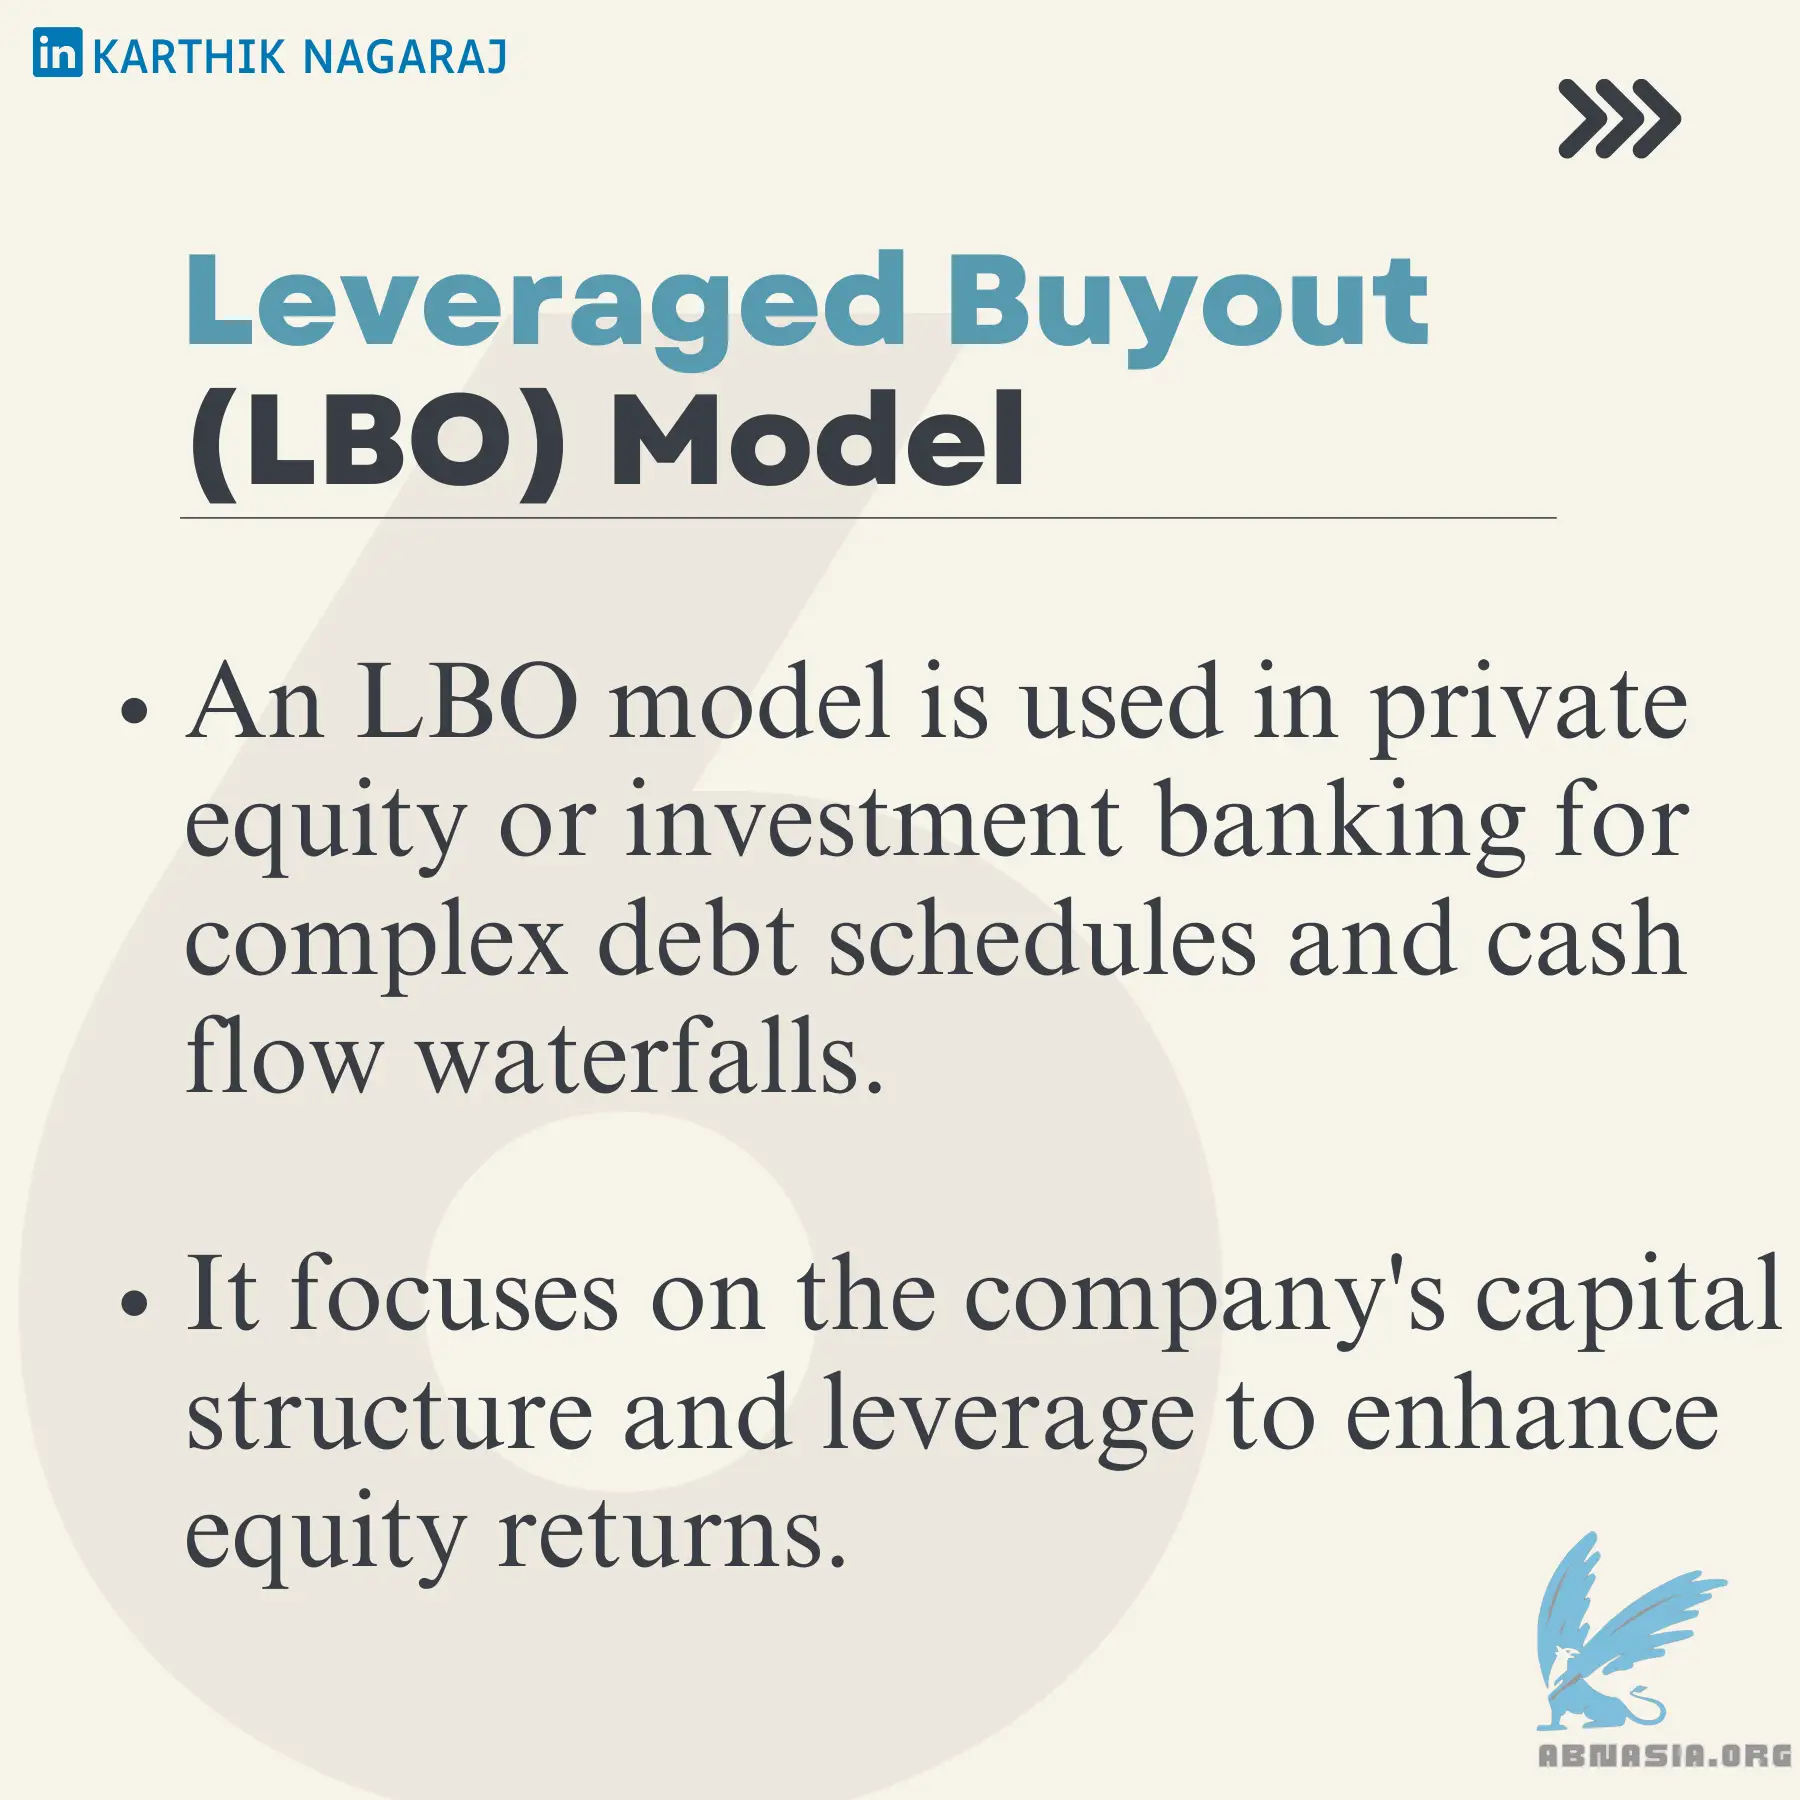 in KARTHIK NAGARAJ
Leveraged Buyout
(LBO) Model
• An LBO model is used in private
equity or investment banking for
complex debt schedules and cash
flow waterfalls.
• It focuses on the company's capital
structure and leverage to enhance
equity returns.
6
ABNASIA.ORG